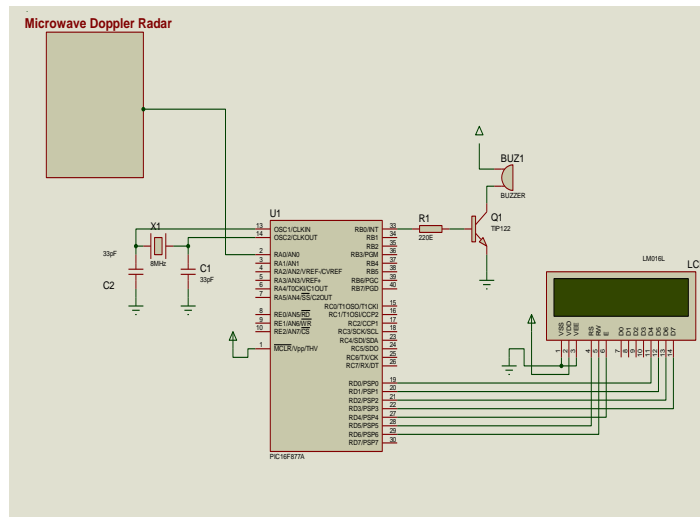 Microwave Doppler Radar
BUZ1
BUZZER
Q1
TIP122
R1
220E
U1
X1
8MHz
33pF
C2
C1
33pF
13 OSC1/CLKIN RB0/INT 33
14 OSC2/CLKOUT RB1 34
RB2 35
2 RA0/AN0 RB3/PGM 36
3 RA1/AN1 RB4 37
4 RA2/AN2/VREF-/CVREF RB5 38
5 RA3/AN3/VREF+ RB6/PGC 39
6 RA4/T0CKI/C1OUT RB7/PGD 40
7 RA5/AN4/SS/C2OUT
RC0/T1OSO/T1CKI 15
8 RE0/AN5/RD RC1/T1OSI/CCP2 16
9 RE1/AN6/WR RC2/CCP1 17
10 RE2/AN7/CS RC3/SCK/SCL 18
RC4/SDI/SDA 23
1 MCLR/Vpp/THV RC5/SDO 24
RC6/TX/CK 25
RC7/RX/DT 26
RD0/PSP0 19
RD1/PSP1 20
RD2/PSP2 21
RD3/PSP3 22
RD4/PSP4 27
RD5/PSP5 28
RD6/PSP6 29
RD7/PSP7 30
PIC16F877A
LC
LM016L
VSS VDD VEE RS RW E D0 D1 D2 D3 D4 D5 D6 D7
1 2 3 4 5 6 7 8 9 10 11 12 13 14